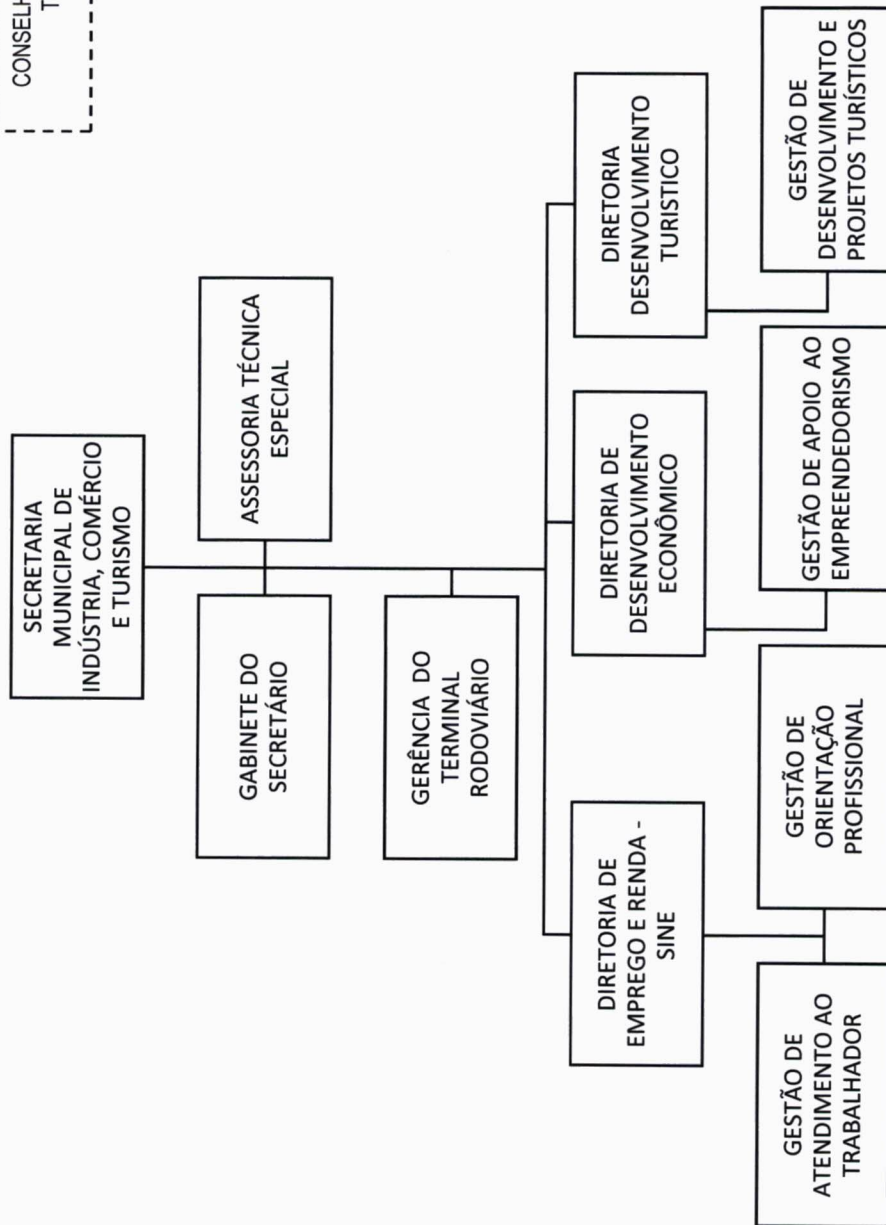 CONSELH
T
SECRETARIA
MUNICIPAL DE
INDÚSTRIA, COMÉRCIO
E TURISMO
GABINETE DO
SECRETÁRIO
ASSESSORIA TÉCNICA
ESPECIAL
GERÊNCIA DO
TERMINAL
RODOVIÁRIO
DIRETORIA DE
EMPREGO E RENDA -
SINE
DIRETORIA DE
DESENVOLVIMENTO
ECONÔMICO
DIRETORIA
DESENVOLVIMENTO
TURISTICO
GESTÃO DE
ATENDIMENTO AO
TRABALHADOR
GESTÃO DE
ORIENTAÇÃO
PROFISSIONAL
GESTÃO DE APOIO AO
EMPREENDEDORISMO
GESTÃO DE
DESENVOLVIMENTO E
PROJETOS TURÍSTICOS